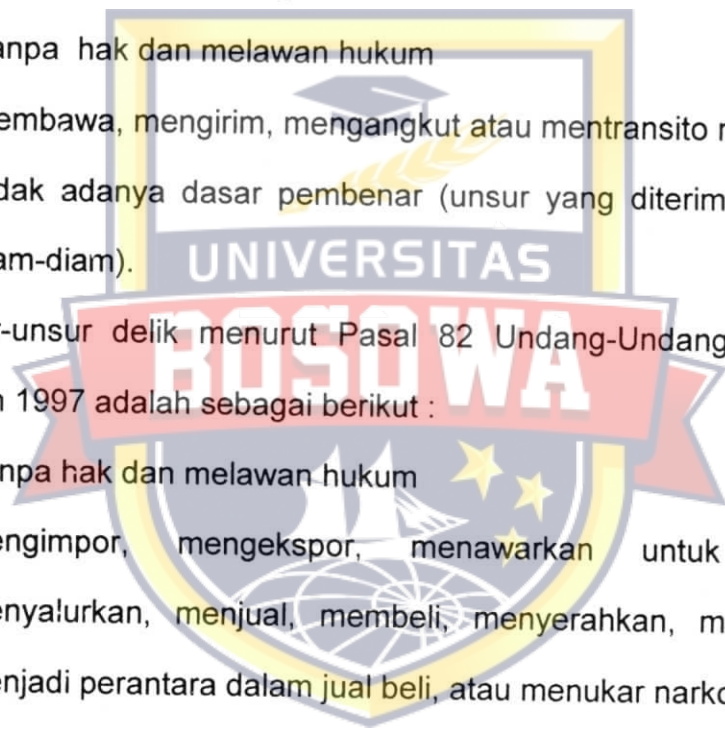 anpa hak dan melawan hukum
embawa, mengirim, mengangkut atau mentransito
dak adanya dasar pembenar (unsur yang diterim
am-diam).
UNIVERSITAS
-unsur delik menurut Pasal 82 Undang-Undang
BOSOWA
1997 adalah sebagai berikut :
npa hak dan melawan hukum
engimpor, mengekspor, menawarkan untuk
enyalurkan, menjual, membeli, menyerahkan, m
enjadi perantara dalam jual beli, atau menukar narko